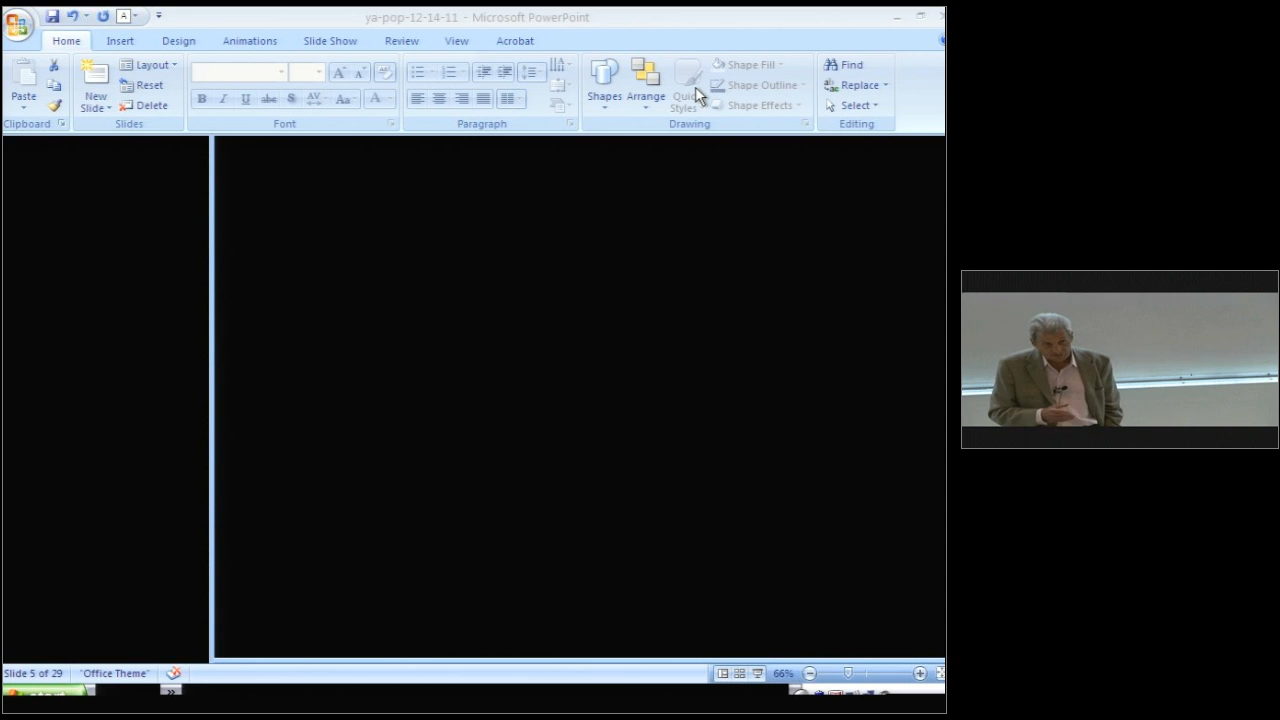 ya-pop-12-14-11 - Microsoft PowerPoint
Home Insert Design Animations Slide Show Review View Acrobat
Paste
New Slide
Layout
Reset
Delete
Shapes
Arrange
Quick Styles
Shape Fill
Shape Outline
Shape Effects
Find
Replace
Select
Clipboard Slides Font Paragraph Drawing Editing
Slide 5 of 29 "Office Theme" 66%